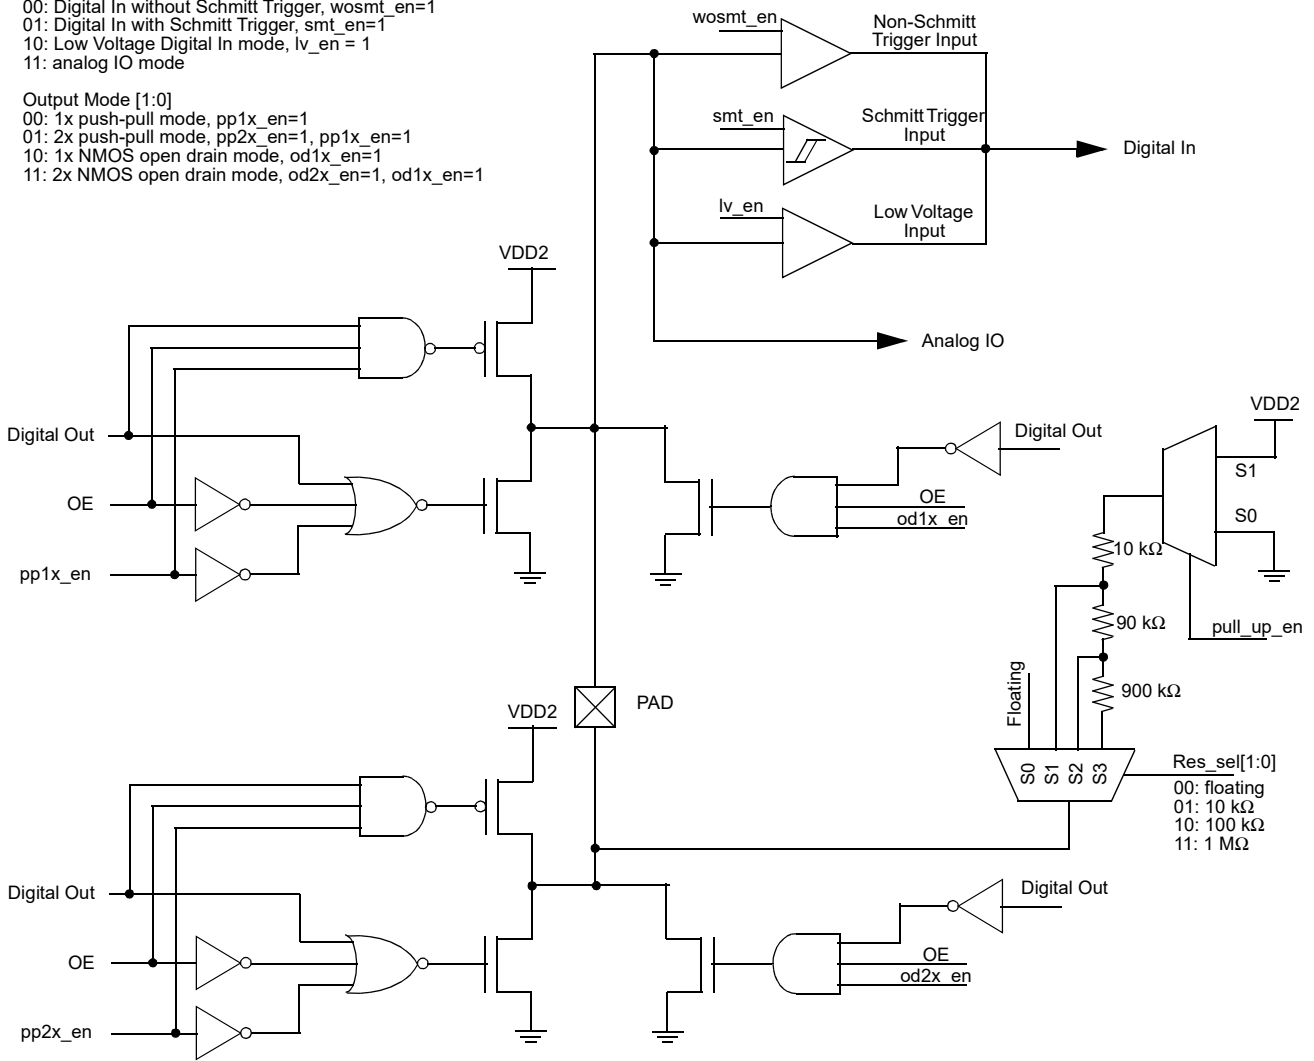 00: Digital In without Schmitt Trigger, wosmt_en=1
01: Digital In with Schmitt Trigger, smt_en=1
10: Low Voltage Digital In mode, lv_en = 1
11: analog IO mode
Output Mode [1:0]
00: 1x push-pull mode, pp1x_en=1
01: 2x push-pull mode, pp2x_en=1, pp1x_en=1
10: 1x NMOS open drain mode, od1x_en=1
11: 2x NMOS open drain mode, od2x_en=1, od1x_en=1
wosmt_en
Non-Schmitt
Trigger Input
smt_en
Schmitt Trigger
Input
Digital In
lv_en
Low Voltage
Input
Analog IO
VDD2
Digital Out
OE
pp1x_en
Digital Out
OE
od1x_en
VDD2
S1
S0
10 kΩ
90 kΩ
pull_up_en
900 kΩ
Floating
PAD
S0
S1
S2
S3
Res_sel[1:0]
00: floating
01: 10 kΩ
10: 100 kΩ
11: 1 MΩ
VDD2
Digital Out
OE
pp2x_en
Digital Out
OE
od2x_en